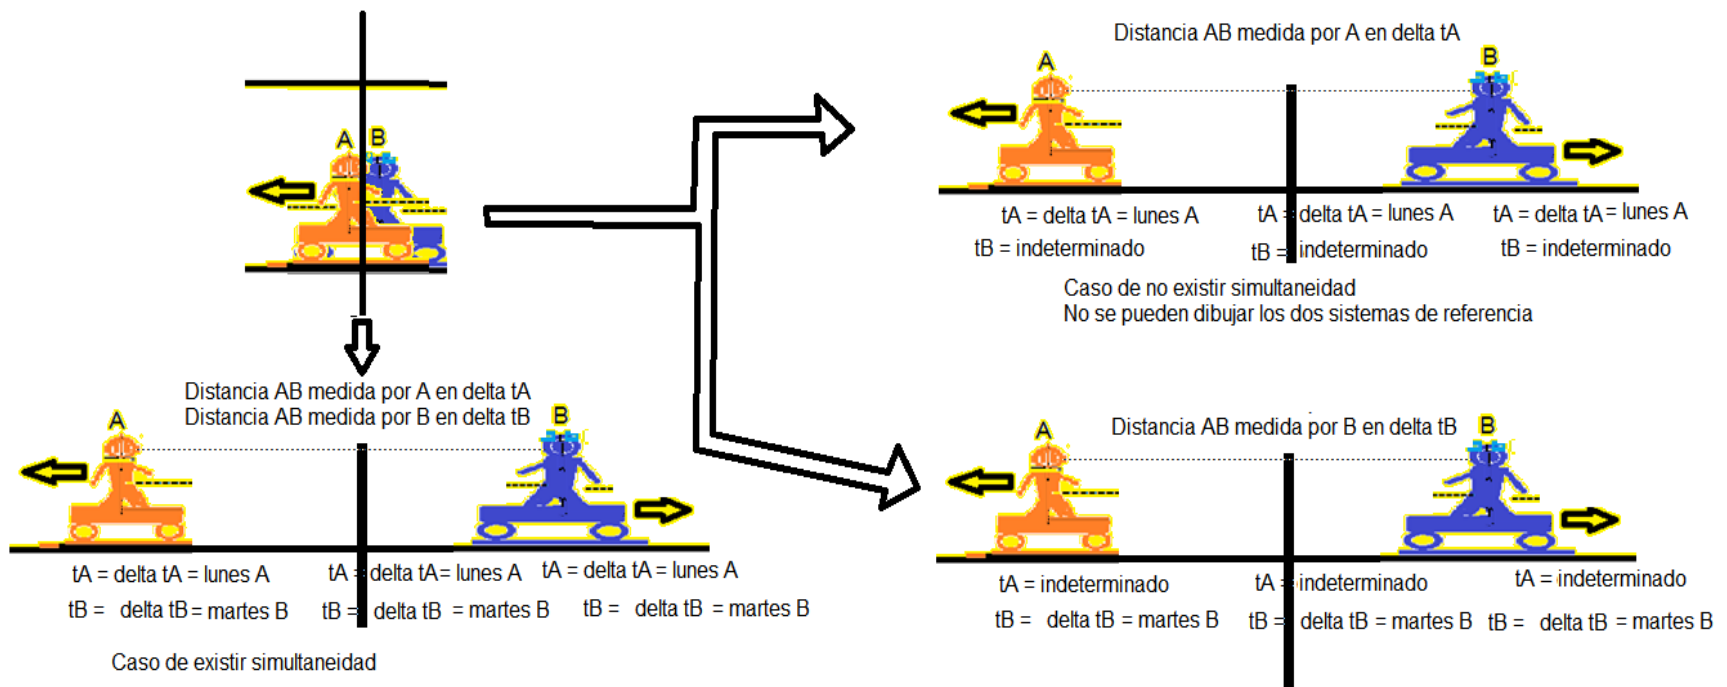 A B
Distancia AB medida por A en delta tA
A
B
tA = delta tA = lunes A tA = delta tA = lunes A tA = delta tA = lunes A
tB = indeterminado tB = indeterminado tB = indeterminado
Caso de no existir simultaneidad
No se pueden dibujar los dos sistemas de referencia
Distancia AB medida por A en delta tA
Distancia AB medida por B en delta tB
A
B
tA = delta tA = lunes A tA = delta tA = lunes A tA = delta tA = lunes A
tB = delta tB = martes B tB = delta tB = martes B tB = delta tB = martes B
Caso de existir simultaneidad
Distancia AB medida por B en delta tB
A
B
tA = indeterminado tA = indeterminado tA = indeterminado
tB = delta tB = martes B tB = delta tB = martes B tB = delta tB = martes B